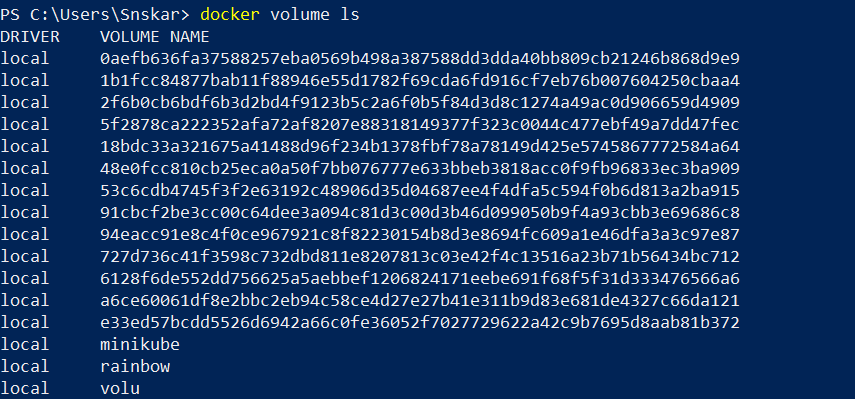 PS C:\Users\Snskar> docker volume ls
DRIVER    VOLUME NAME
local     0aefb636fa37588257eba0569b498a387588dd3dda40bb809cb21246b868d9e9
local     1b1fcc84877bab11f88946e55d1782f69cda6fd916cf7eb76b007604250cbaa4
local     2f6b0cb6bdf6b3d2bd4f9123b5c2a6f0b5f84d3d8c1274a49ac0d906659d4909
local     5f2878ca222352afa72af8207e88318149377f323c0044c477ebf49a7dd47fec
local     18bdc33a321675a41488d96f234b1378fbf78a78149d425e5745867772584a64
local     48e0fcc810cb25eca0a50f7bb076777e633bbeb3818acc0f9fb96833ec3ba909
local     53c6cdb4745f3f2e63192c48906d35d04687ee4f4dfa5c594f0b6d813a2ba915
local     91cbcf2be3cc00c64dee3a094c81d3c00d3b46d099050b9f4a93cbb3e69686c8
local     94eacc91e8c4f0ce967921c8f82230154b8d3e8694fc609a1e46dfa3a3c97e87
local     727d736c41f3598c732dbd811e8207813c03e42f4c13516a23b71b56434bc712
local     6128f6de552dd756625a5aebbef1206824171eebe691f68f5f31d333476566a6
local     a6ce60061df8e2bbc2eb94c58ce4d27e27b41e311b9d83e681de4327c66da121
local     e33ed57bcdd5526d6942a66c0fe36052f7027729622a42c9b7695d8aab81b372
local     minikube
local     rainbow
local     volu